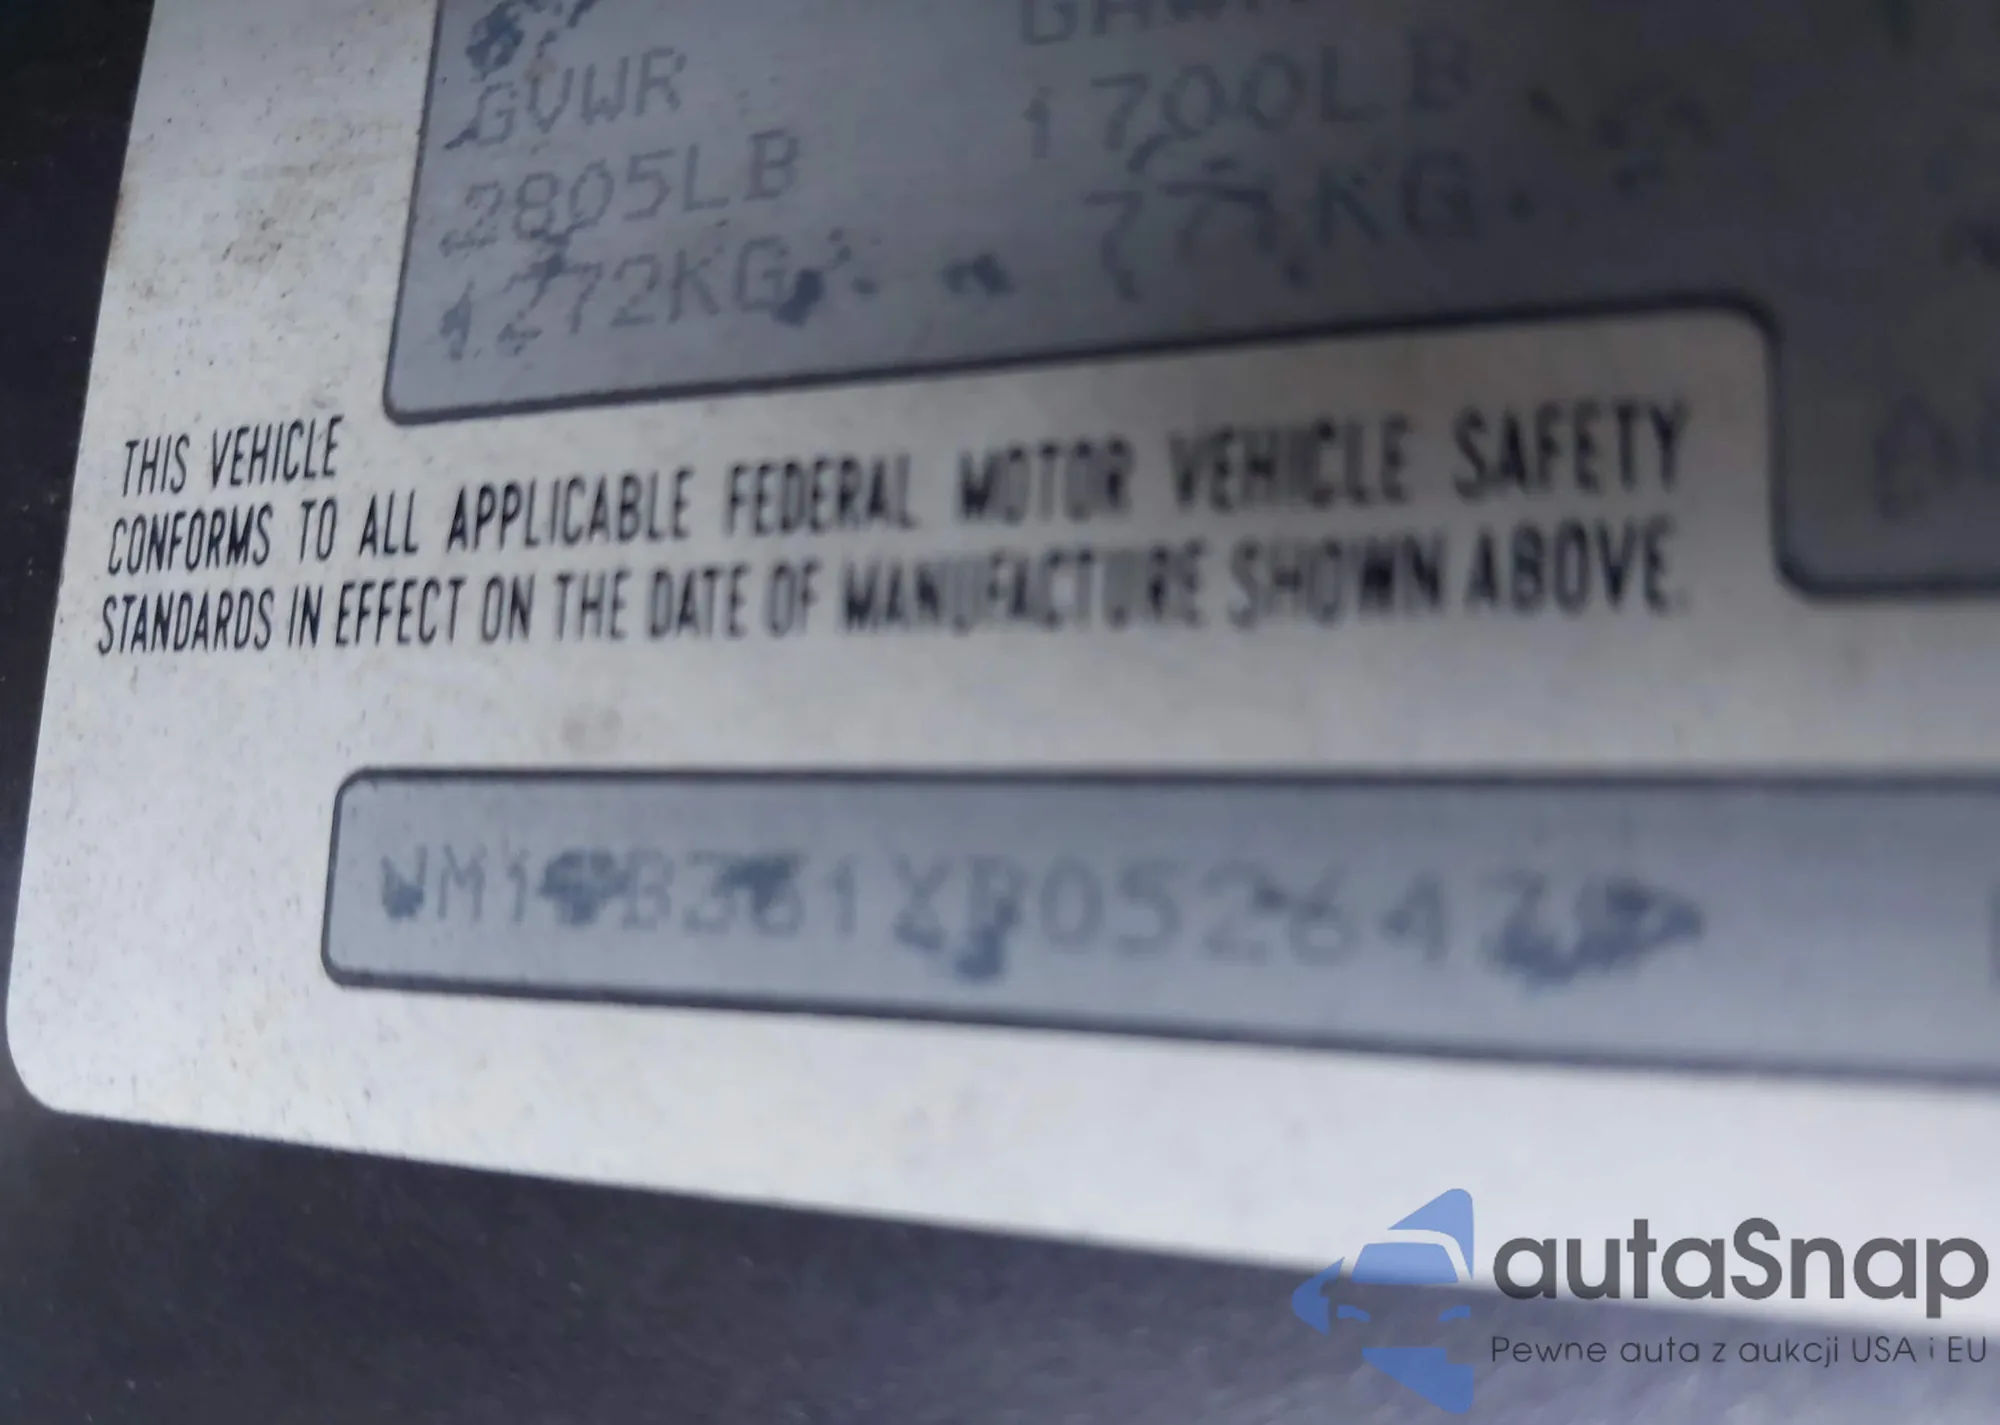 GVWR
2805LB 1700LB
1272KG 771KG
THIS VEHICLE
CONFORMS TO ALL APPLICABLE FEDERAL MOTOR VEHICLE SAFETY
STANDARDS IN EFFECT ON THE DATE OF MANUFACTURE SHOWN ABOVE.
autaSnap
Pewne auta z aukcji USA i EU